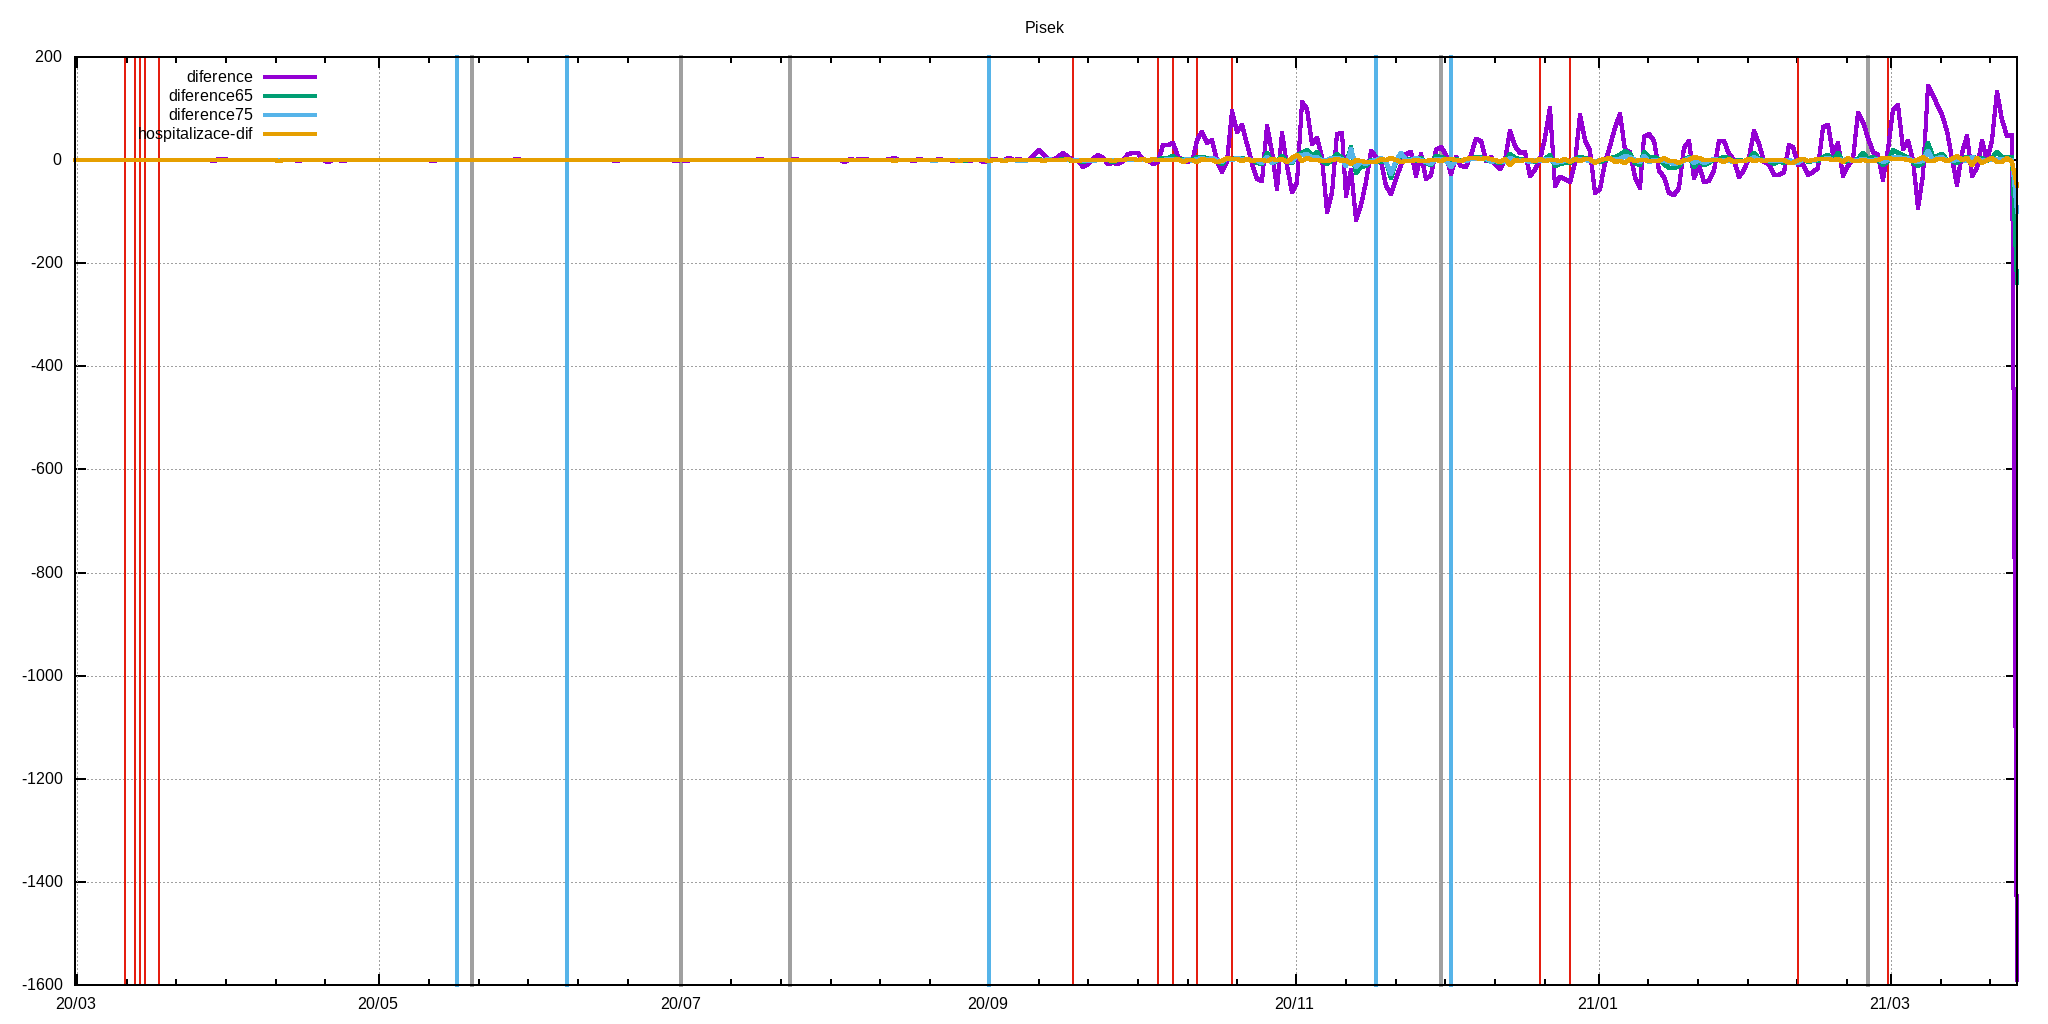 Pisek
200
diference
diference65
diference75
hospitalizace-dif
0
-200
-400
-600
-800
-1000
-1200
-1400
-1600
20/03 20/05 20/07 20/09 20/11 21/01 21/03